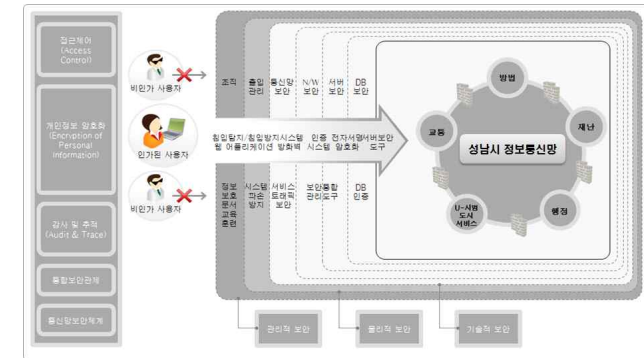 접근제어
(Access
Control)
개인정보 암호화
(Encryption of
Personal
Information)
감사 및 추적
(Audit & Trace)
통합보안관제
통신망보안체계
비인가 사용자
인가된 사용자
비인가 사용자
조직
출입
관리
통신망
보안
N/W
보안
서버
보안
DB
보안
침입탐지/침입방지시스템 인증 전자서명서버보안
웹 어플리케이션 방화벽 시스템 암호화 도구
정보
보호
문서
교육
훈련
시스템
파손
방지
서비스
트래픽
보안
보안통합
관리도구
DB
인증
방범
교통
재난
성남시 정보통신망
U-시범
도시
서비스
행정
관리적 보안
물리적 보안
기술적 보안